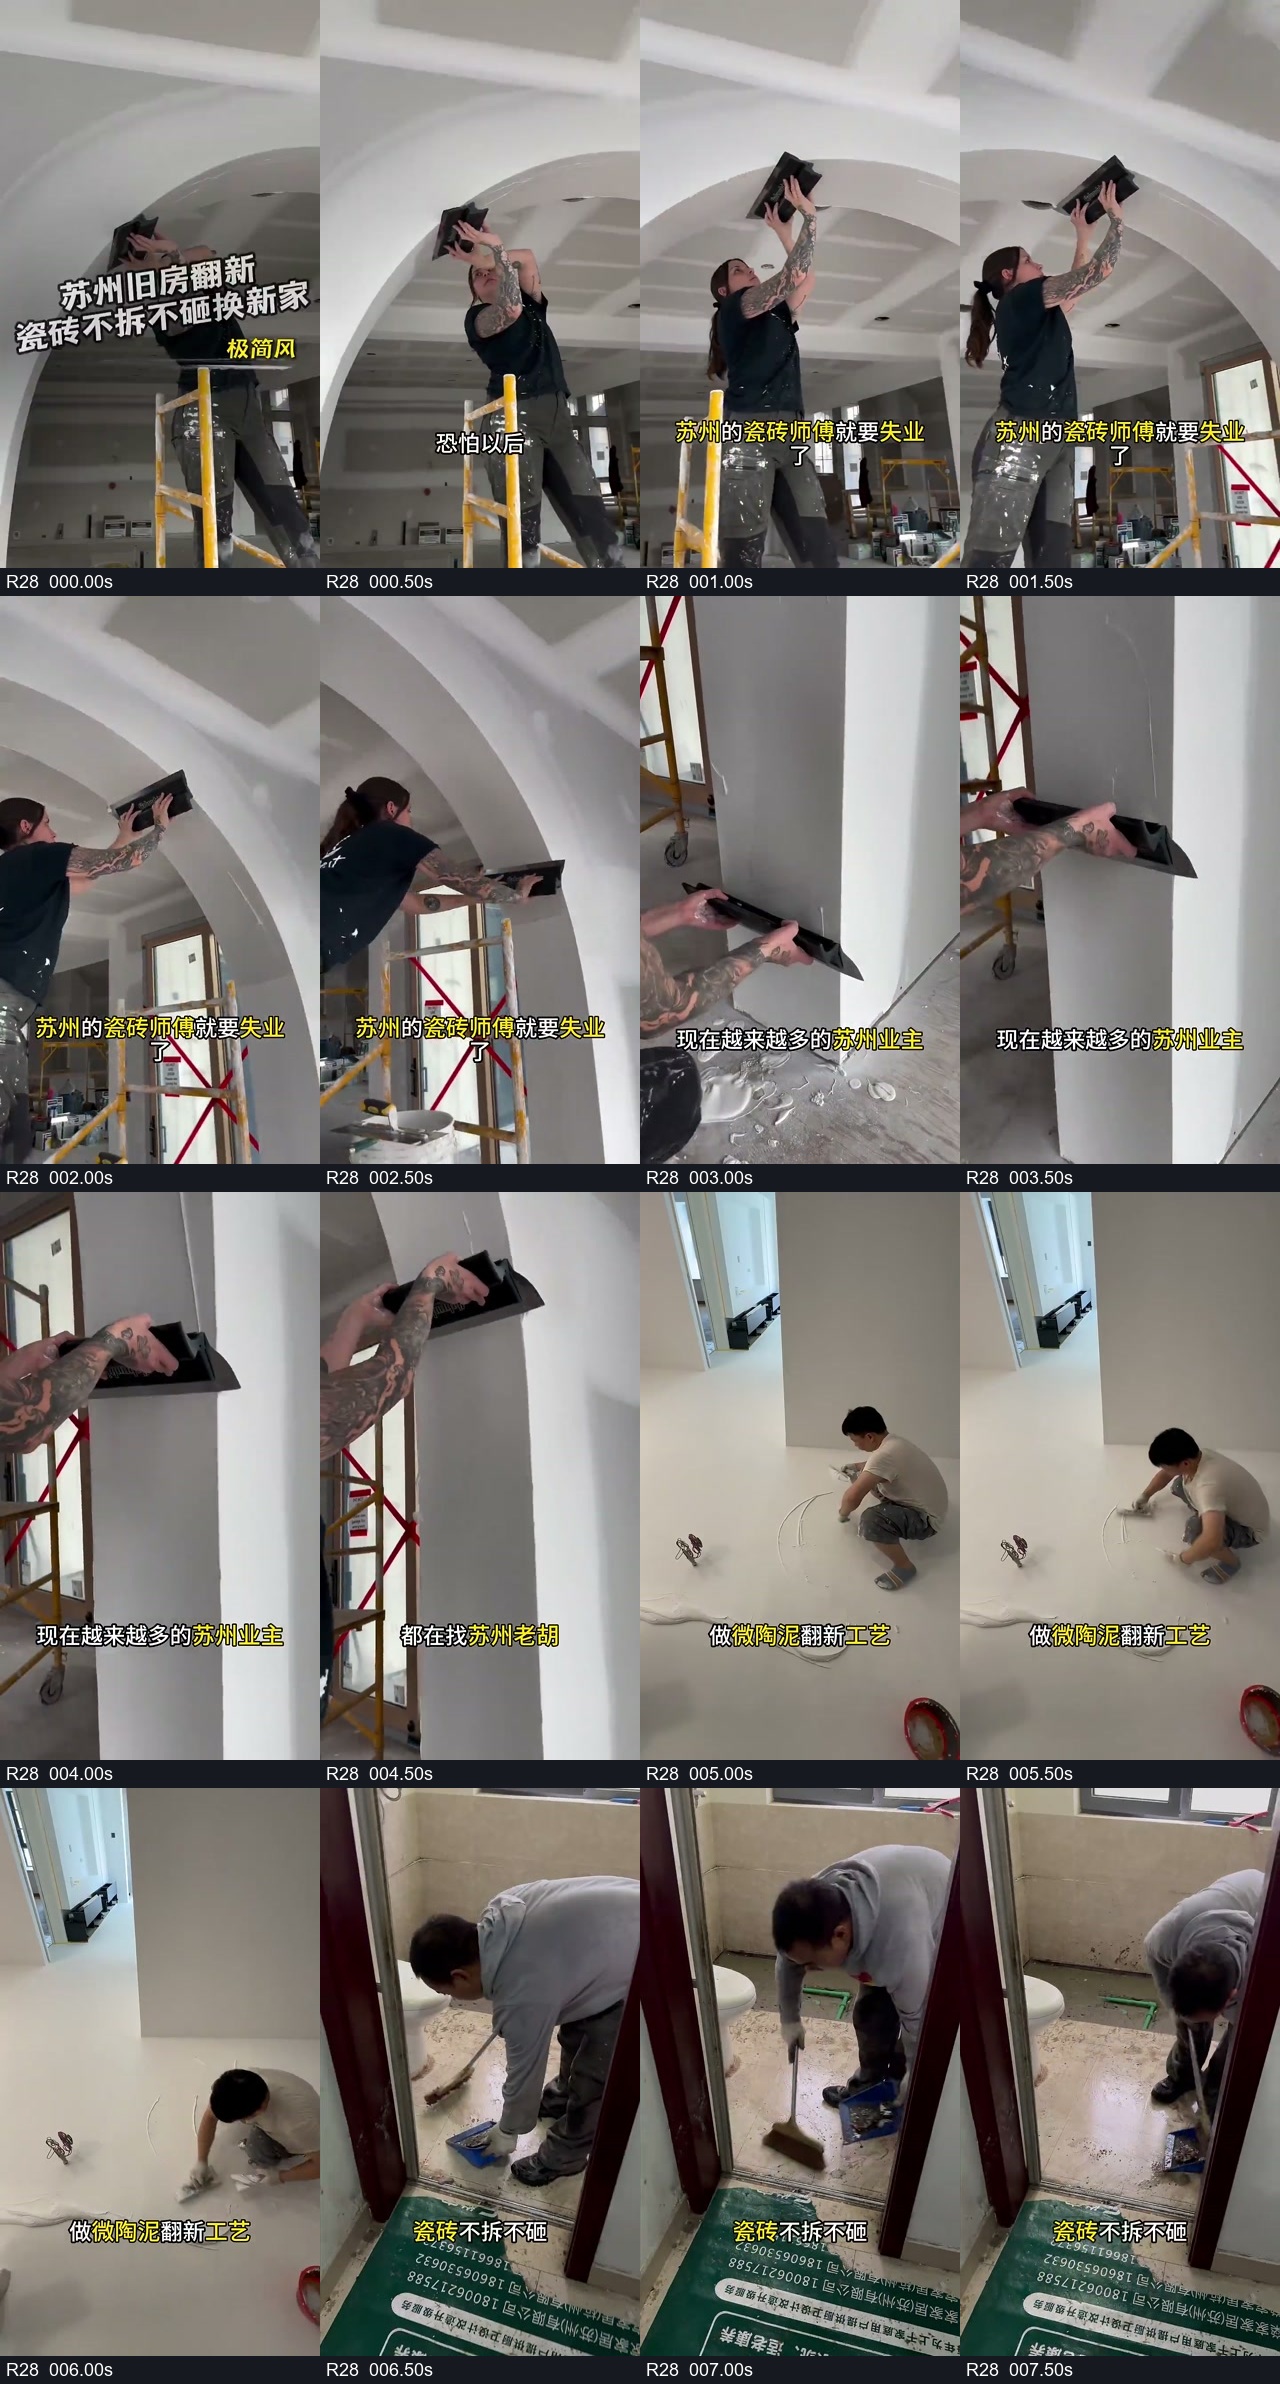 苏州旧房翻新
瓷砖不拆不砸换新家
极简风
R28 000.00s
恐怕以后
R28 000.50s
苏州的瓷砖师傅就要失业
了
R28 001.00s
苏州的瓷砖师傅就要失业
了
R28 001.50s
苏州的瓷砖师傅就要失业
了
R28 002.00s
苏州的瓷砖师傅就要失业
了
R28 002.50s
现在越来越多的苏州业主
R28 003.00s
现在越来越多的苏州业主
R28 003.50s
现在越来越多的苏州业主
R28 004.00s
都在找苏州老胡
R28 004.50s
做微陶泥翻新工艺
R28 005.00s
做微陶泥翻新工艺
R28 005.50s
做微陶泥翻新工艺
R28 006.00s
瓷砖不拆不砸
18606530632
18006217588
R28 006.50s
瓷砖不拆不砸
18606530632
18006217588
R28 007.00s
瓷砖不拆不砸
R28 007.50s